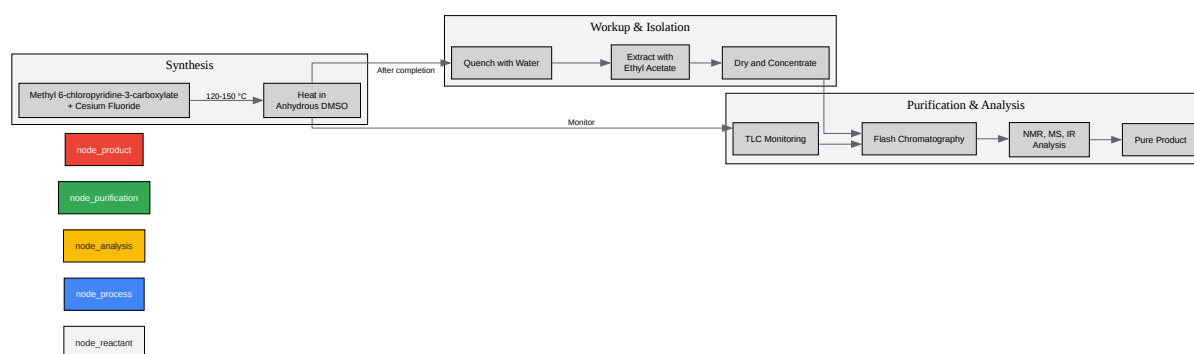 Synthesis
Methyl 6-chloropyridine-3-carboxylate
+ Cesium Fluoride
120-150 °C
Heat in
Anhydrous DMSO
After completion
Monitor
Workup & Isolation
Quench with Water
Extract with
Ethyl Acetate
Dry and Concentrate
Purification & Analysis
TLC Monitoring
Flash Chromatography
NMR, MS, IR
Analysis
Pure Product
node_product
node_purification
node_analysis
node_process
node_reactant